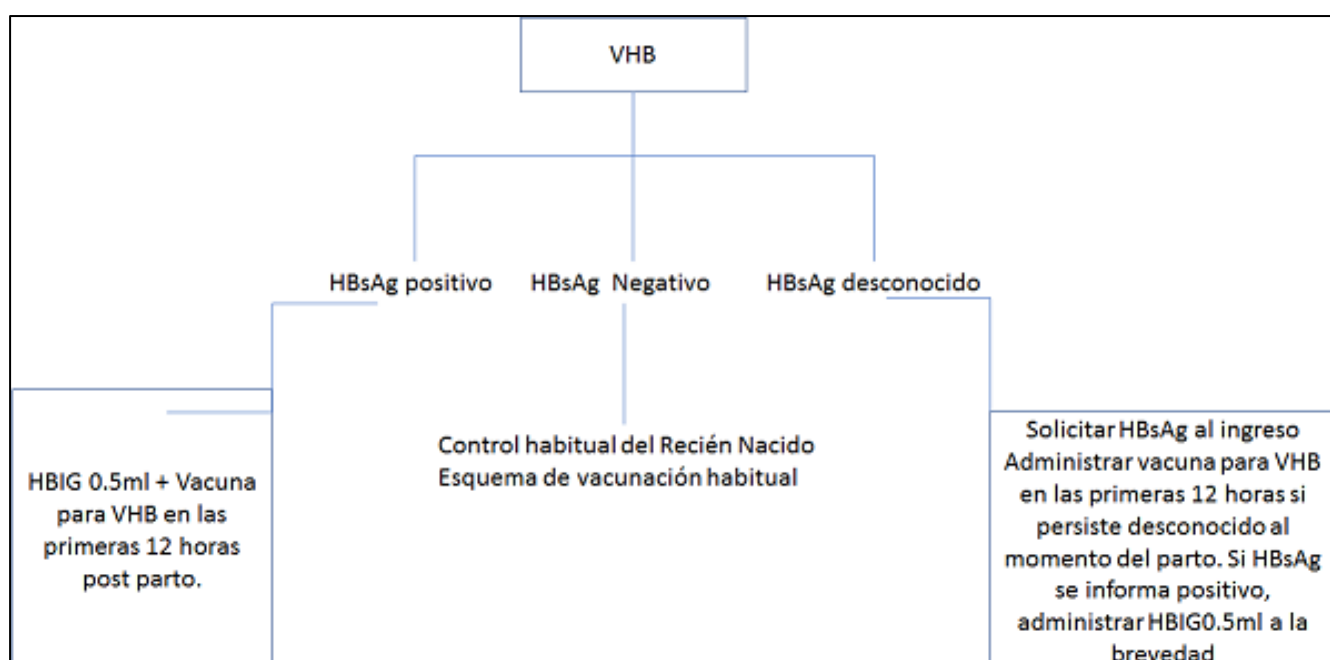 VHB
HBsAg positivo
HBsAg Negativo
HBsAg desconocido
HBIG 0.5ml + Vacuna
para VHB en las
primeras 12 horas
post parto.
Control habitual del Recién Nacido
Esquema de vacunación habitual
Solicitar HBsAg al ingreso
Administrar vacuna para VHB
en las primeras 12 horas si
persiste desconocido al
momento del parto. Si HBsAg
se informa positivo,
administrar HBIG0.5ml a la
brevedad